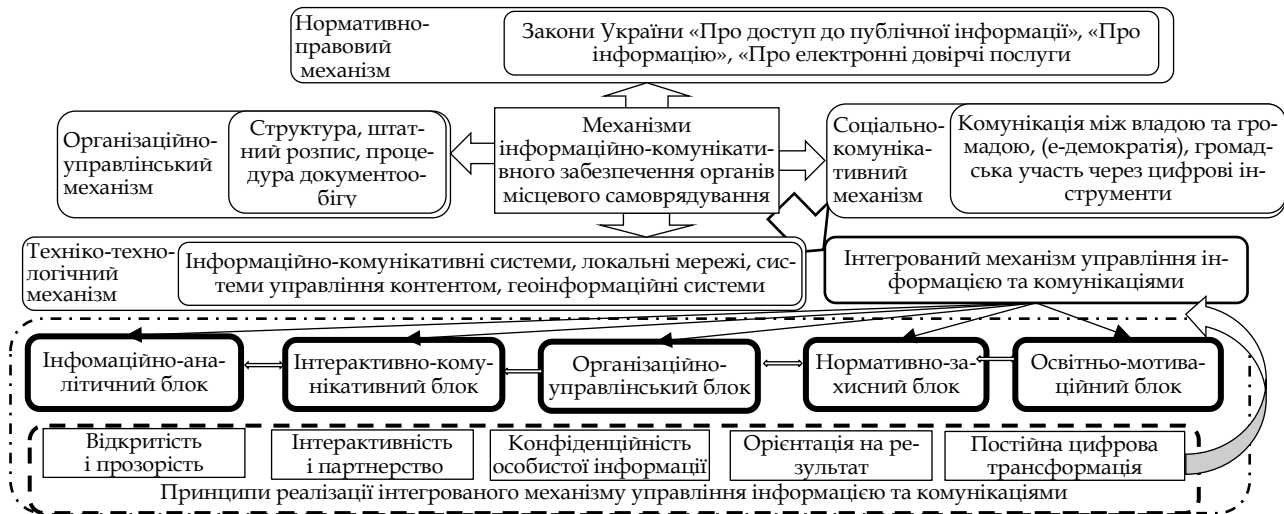 Нормативно-
правовий
механізм
Закони України «Про доступ до публічної інформації», «Про
інформацію», «Про електронні довірчі послуги
Організаційно-
управлінський
механізм
Структура, штат-
ний розпис, проце-
дура документоо-
бігу
Механізми
інформаційно-комунікати-
вного забезпечення органів
місцевого самоврядування
Соціально-
комуніка-
тивний
механізм
Комунікація між владою та гро-
мадою, (е-демократія), громад-
ська участь через цифрові ін-
струменти
Техніко-техно-
логічний
механізм
Інформаційно-комунікативні системи, локальні мережі, сис-
теми управління контентом, геоінформаційні системи
Інтегрований механізм управління ін-
формацією та комунікаціями
Інфомаційно-ана-
літичний блок
Інтерактивно-кому-
нікативний блок
Організаційно-
управлінський блок
Нормативно-за-
хисний блок
Освітньо-мотива-
ційний блок
Відкритість
і прозорість
Інтерактивність
і партнерство
Конфіденційність
особистої інформації
Орієнтація на ре-
зультат
Постійна цифрова
трансформація
Принципи реалізації інтегрованого механізму управління інформацією та комунікаціями